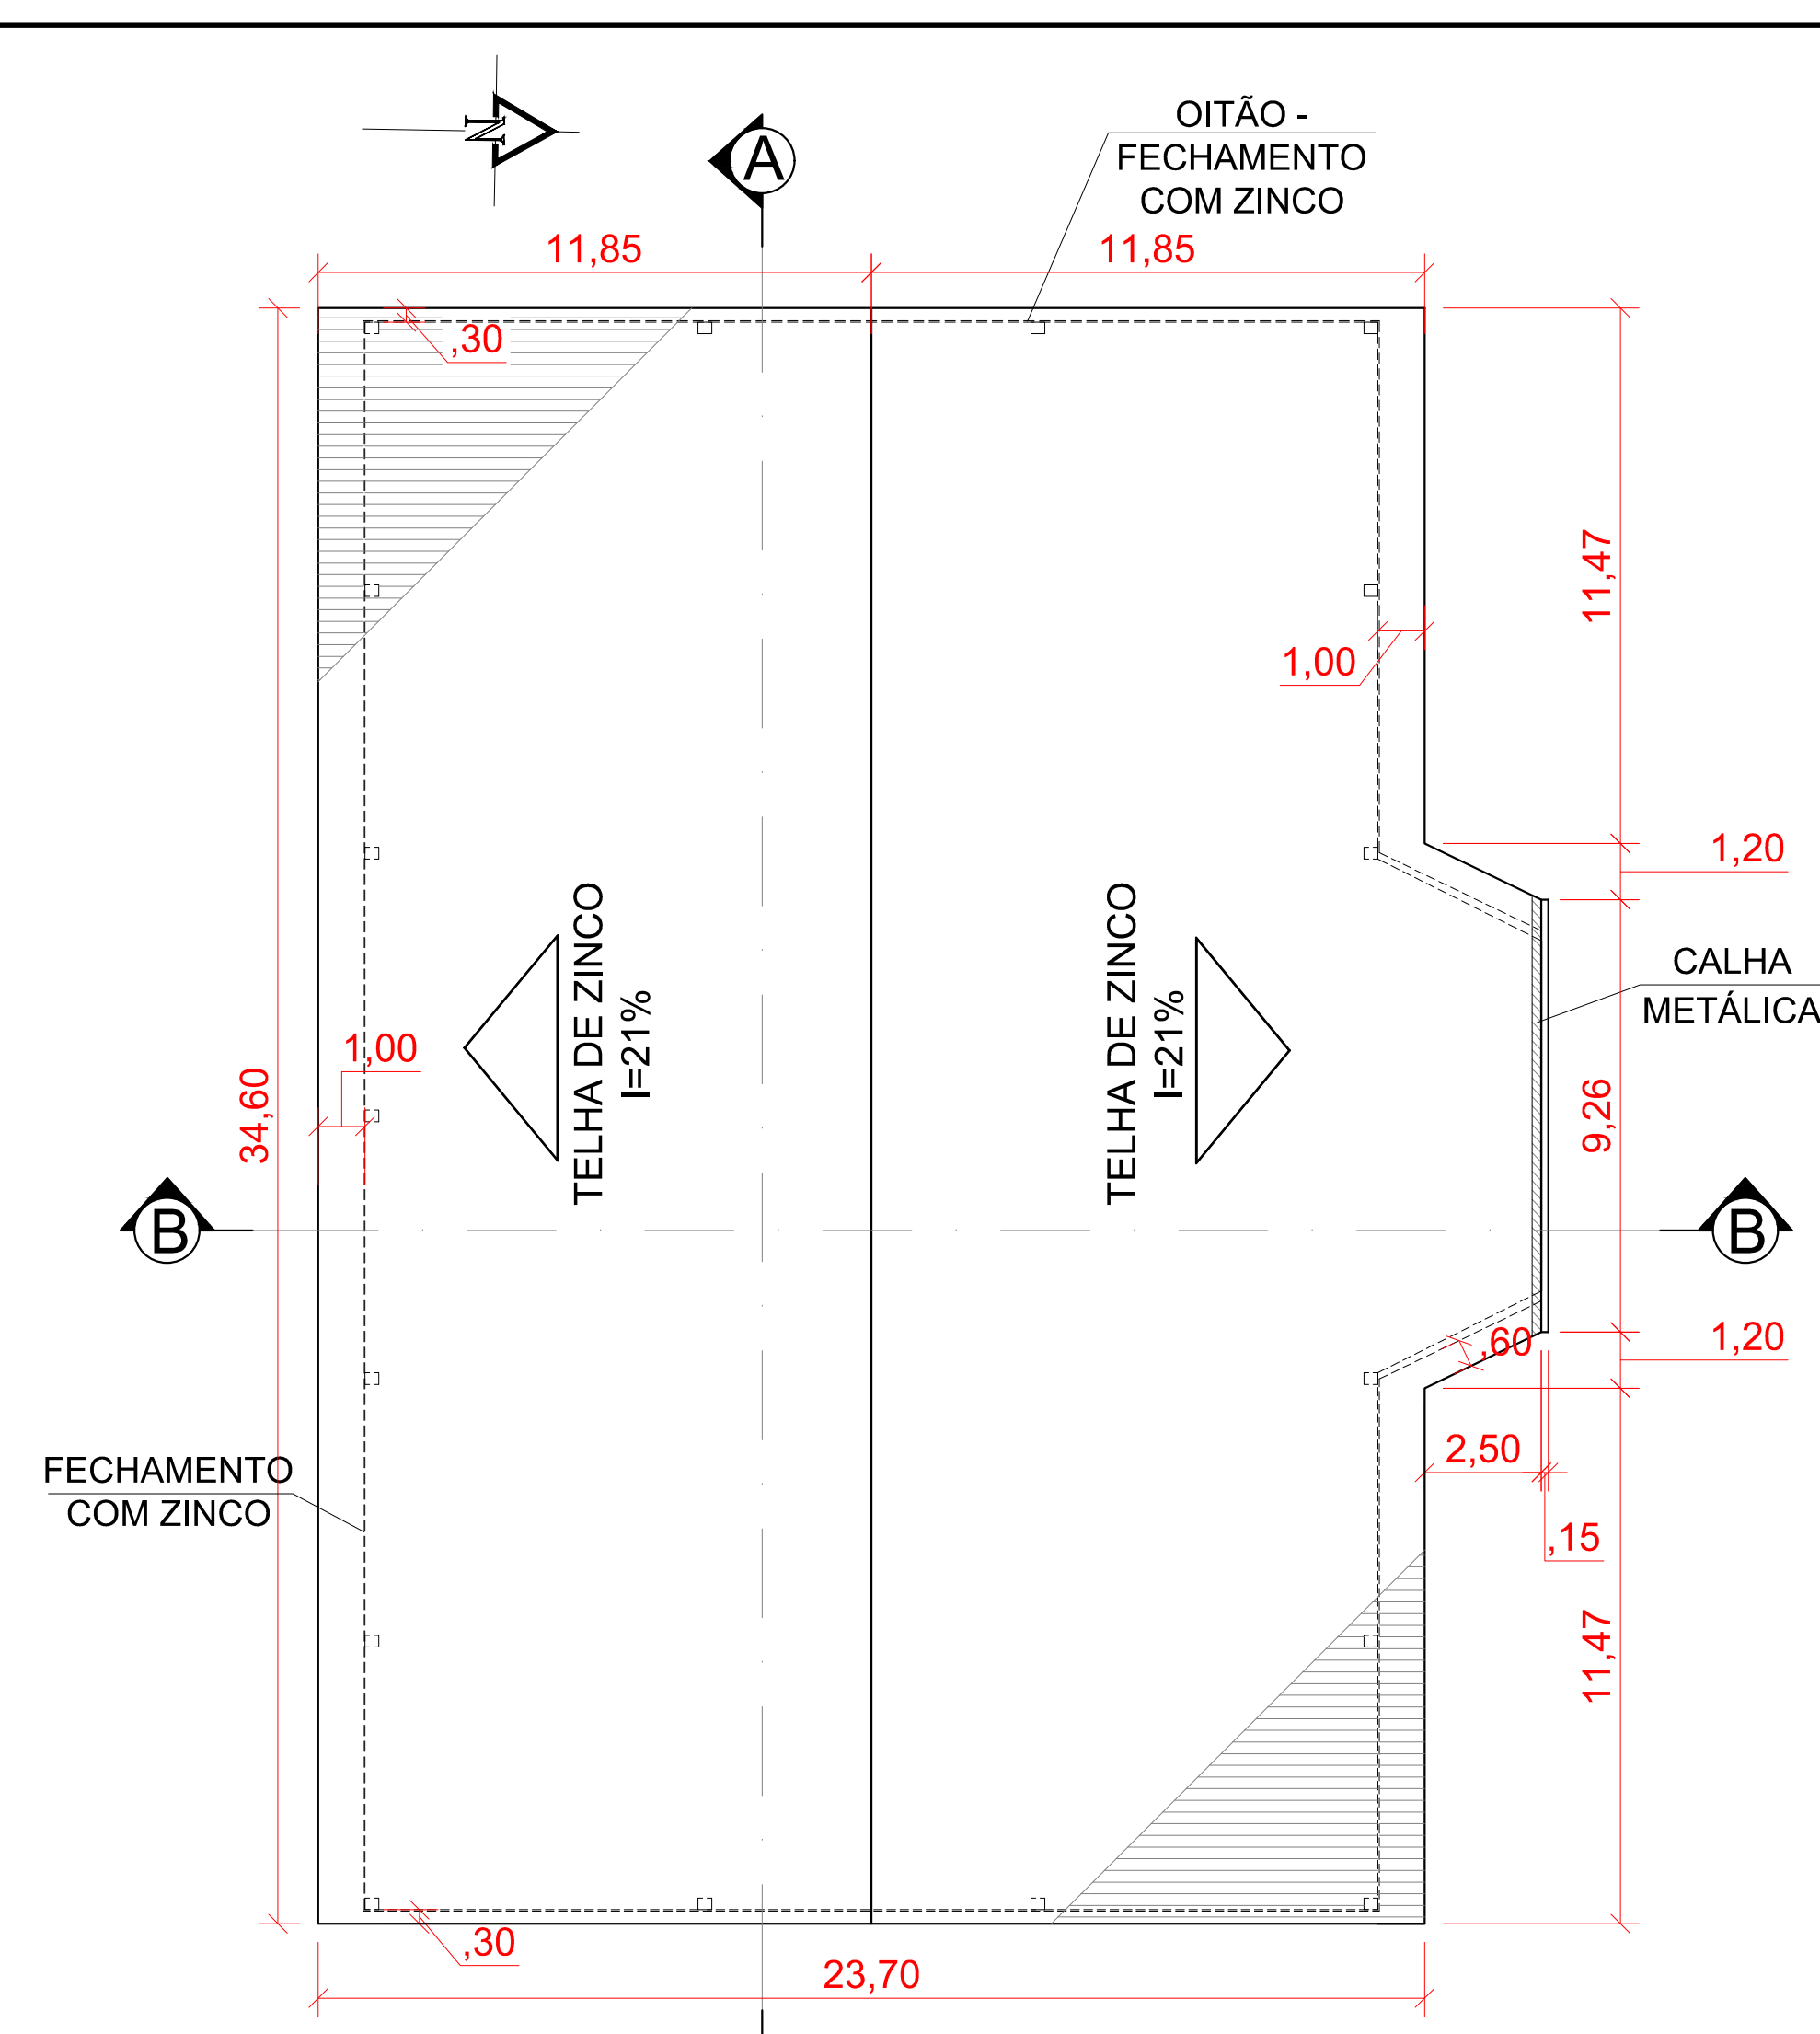 N
A
OITÃO -
FECHAMENTO
COM ZINCO
11,85
11,85
,30
11,47
1,00
1,20
TELHA DE ZINCO
I=21%
TELHA DE ZINCO
I=21%
CALHA
METÁLICA
1,00
34,60
9,26
B
B
1,20
,60
2,50
FECHAMENTO
COM ZINCO
,15
11,47
,30
23,70